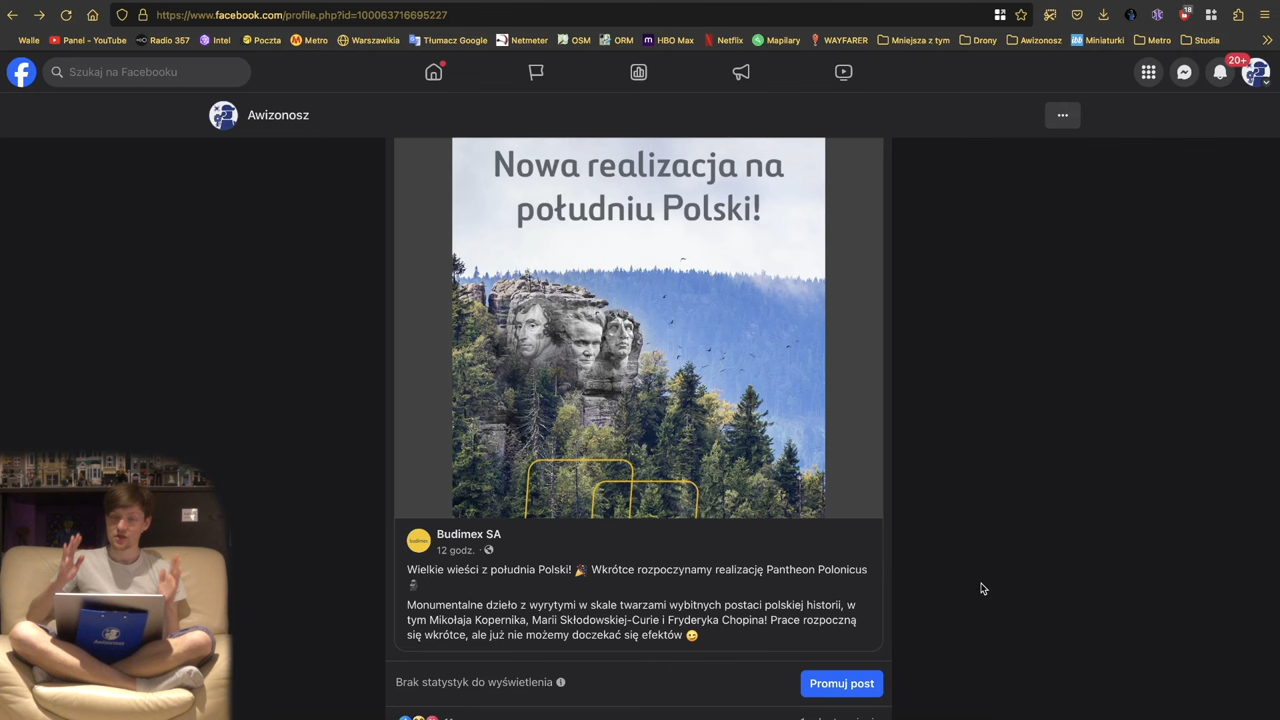 https://www.facebook.com/profile.php?id=100063716695227
18
Walle Panel - YouTube Radio 357 Intel Poczta Metro Warszawikia Tłumacz Google Netmeter OSM ORM HBO Max Netflix Mapilary WAYFARER Mniejsza z tym Drony Awizonosz Miniaturki Metro Studia
Szukaj na Facebooku
20+
Awizonosz
Nowa realizacja na
południu Polski!
budimex
Budimex SA
12 godz. ·
Wielkie wieści z południa Polski! 🎉 Wkrótce rozpoczynamy realizację Pantheon Polonicus
🗿
Monumentalne dzieło z wyrytymi w skale twarzami wybitnych postaci polskiej historii, w
tym Mikołaja Kopernika, Marii Skłodowskiej-Curie i Fryderyka Chopina! Prace rozpoczną
się wkrótce, ale już nie możemy doczekać się efektów 😉
Brak statystyk do wyświetlenia
Promuj post